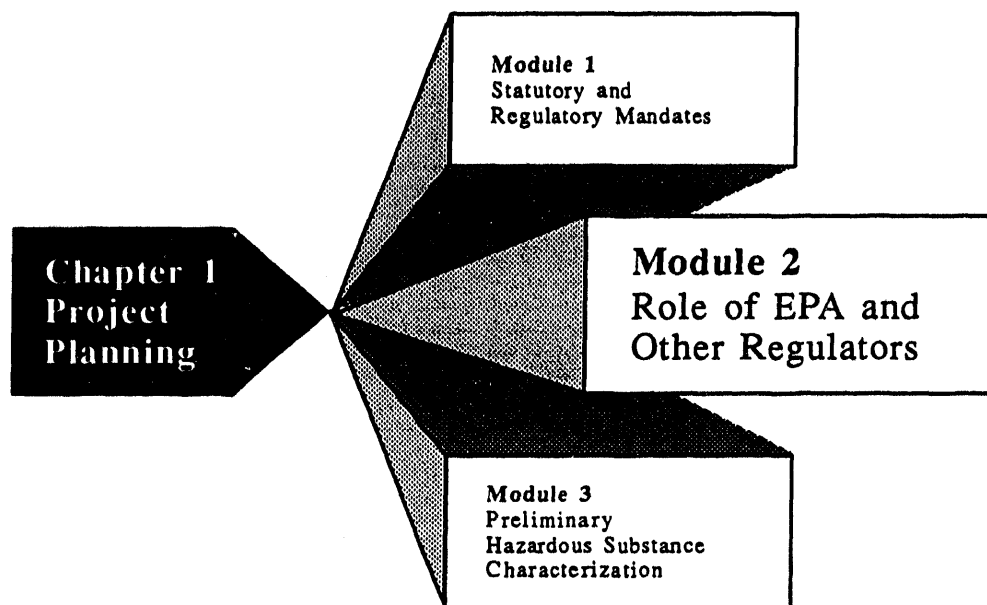 Chapter 1
Project
Planning
Module 1
Statutory and
Regulatory Mandates
Module 2
Role of EPA and
Other Regulators
Module 3
Preliminary
Hazardous Substance
Characterization